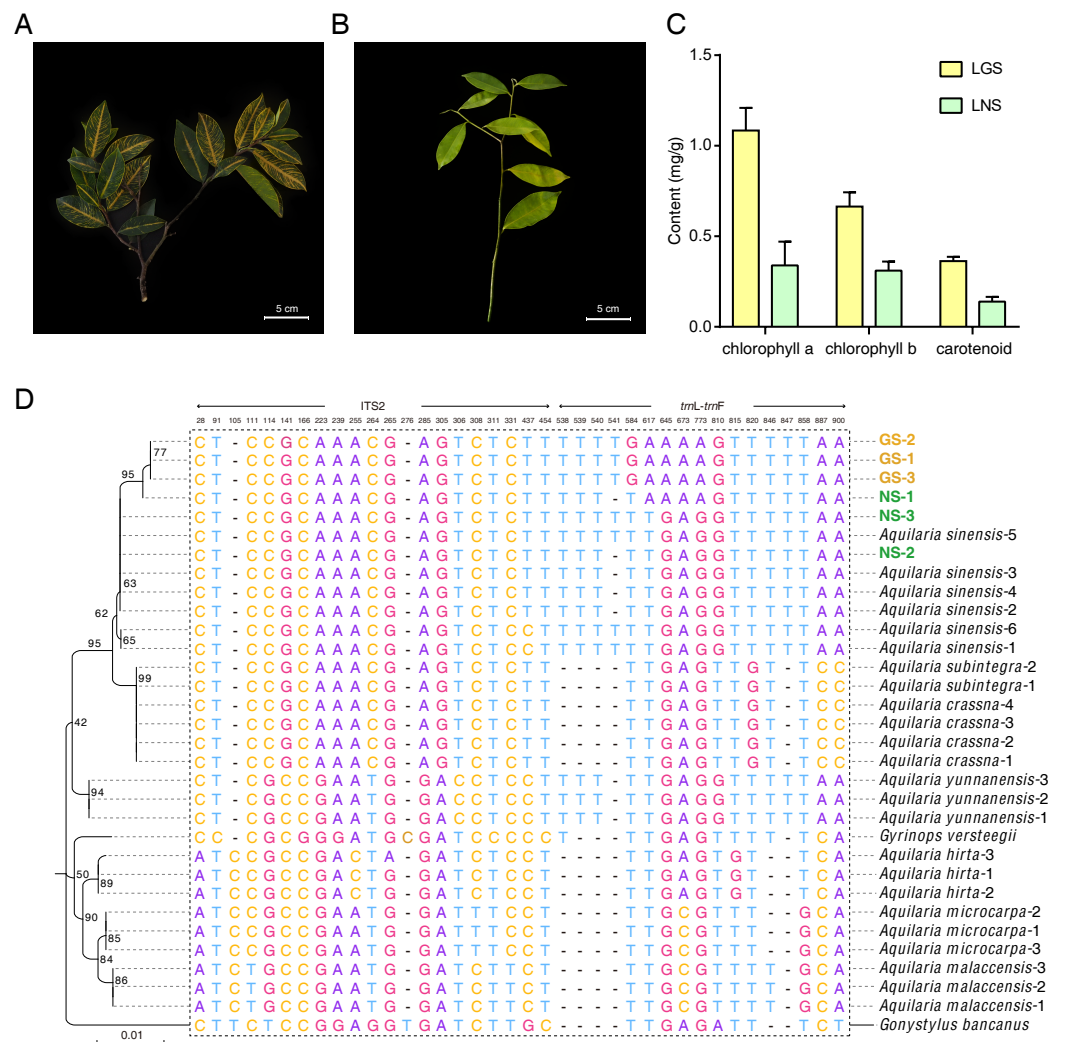 A
B
C
5 cm
5 cm
1.5
1.0
0.5
0.0
Content (mg/g)
LGS
LNS
chlorophyll a chlorophyll b carotenoid
D
ITS2 trnL-trnF
28 91 105 111 114 141 166 223 239 255 264 265 276 285 305 306 308 311 331 437 454 538 539 540 541 584 617 645 673 773 810 815 820 846 847 858 887 900
C T - C C G C A A A C G - A G T C T C T T T T T T G A A A A G T T T T T A A GS-2
C T - C C G C A A A C G - A G T C T C T T T T T T G A A A A G T T T T T A A GS-1
C T - C C G C A A A C G - A G T C T C T T T T T T G A A A A G T T T T T A A GS-3
C T - C C G C A A A C G - A G T C T C T T T T T - T A A A A G T T T T T A A NS-1
C T - C C G C A A A C G - A G T C T C T T T T T T T T G A G G T T T T T A A NS-3
C T - C C G C A A A C G - A G T C T C T T T T T T T T G A G G T T T T T A A Aquilaria sinensis-5
C T - C C G C A A A C G - A G T C T C T T T T T - T T G A G G T T T T T A A NS-2
C T - C C G C A A A C G - A G T C T C T T T T T - T T G A G G T T T T T A A Aquilaria sinensis-3
C T - C C G C A A A C G - A G T C T C T T T T T - T T G A G G T T T T T A A Aquilaria sinensis-4
C T - C C G C A A A C G - A G T C T C T T T T T - T T G A G G T T T T T A A Aquilaria sinensis-2
C T - C C G C A A A C G - A G T C T C C T T T T T T T G A G G T T T T T A A Aquilaria sinensis-6
C T - C C G C A A A C G - A G T C T C C T T T T T T T G A G G T T T T T A A Aquilaria sinensis-1
C T - C C G C A A A C G - A G T C T C T T - - - - T T G A G T T G T - T C C Aquilaria subintegra-2
C T - C C G C A A A C G - A G T C T C T T - - - - T T G A G T T G T - T C C Aquilaria subintegra-1
C T - C C G C A A A C G - A G T C T C T T - - - - T T G A G T T G T - T C C Aquilaria crassna-4
C T - C C G C A A A C G - A G T C T C T T - - - - T T G A G T T G T - T C C Aquilaria crassna-3
C T - C C G C A A A C G - A G T C T C T T - - - - T T G A G T T G T - T C C Aquilaria crassna-2
C T - C C G C A A A C G - A G T C T C T T - - - - T T G A G T T G T - T C C Aquilaria crassna-1
C T - C G C C G A A T G - G A C C T C C T T T T - T T G A G G T T T T T A A Aquilaria yunnanensis-3
C T - C G C C G A A T G - G A C C T C C T T T T - T T G A G G T T T T T A A Aquilaria yunnanensis-2
C T - C G C C G A A T G - G A C C T C C T T T T - T T G A G G T T T T T A A Aquilaria yunnanensis-1
C C - C G C G G G A T G C G A T C C C C C T - - - T T G A G T T T T - T C A Gyrinops versteegii
A T C C G C C G A C T A - G A T C T C C T - - - - T T G A G T G T - - T C A Aquilaria hirta-3
A T C C G C C G A C T G - G A T C T C C T - - - - T T G A G T G T - - T C A Aquilaria hirta-1
A T C C G C C G A C T G - G A T C T C C T - - - - T T G A G T G T - - T C A Aquilaria hirta-2
A T C C G C C G A A T G - G A T T T C C T - - - - T T G C G T T T - - G C A Aquilaria microcarpa-2
A T C C G C C G A A T G - G A T T T C C T - - - - T T G C G T T T - - G C A Aquilaria microcarpa-1
A T C C G C C G A A T G - G A T T T C C T - - - - T T G C G T T T - - G C A Aquilaria microcarpa-3
A T C T G C C G A A T G - G A T C T T C T - - - - T T G C G T T T T - G C A Aquilaria malaccensis-3
A T C T G C C G A A T G - G A T C T T C T - - - - T T G C G T T T T - G C A Aquilaria malaccensis-2
A T C T G C C G A A T G - G A T C T T C T - - - - T T G C G T T T T - G C A Aquilaria malaccensis-1
C T T C T C C G G A G G T G A T C T T G C - - - - T T G A G A T T - - T C T Gonystylus bancanus
77
95
63
62
65
95
99
42
94
50
89
90
85
84
86
0.01